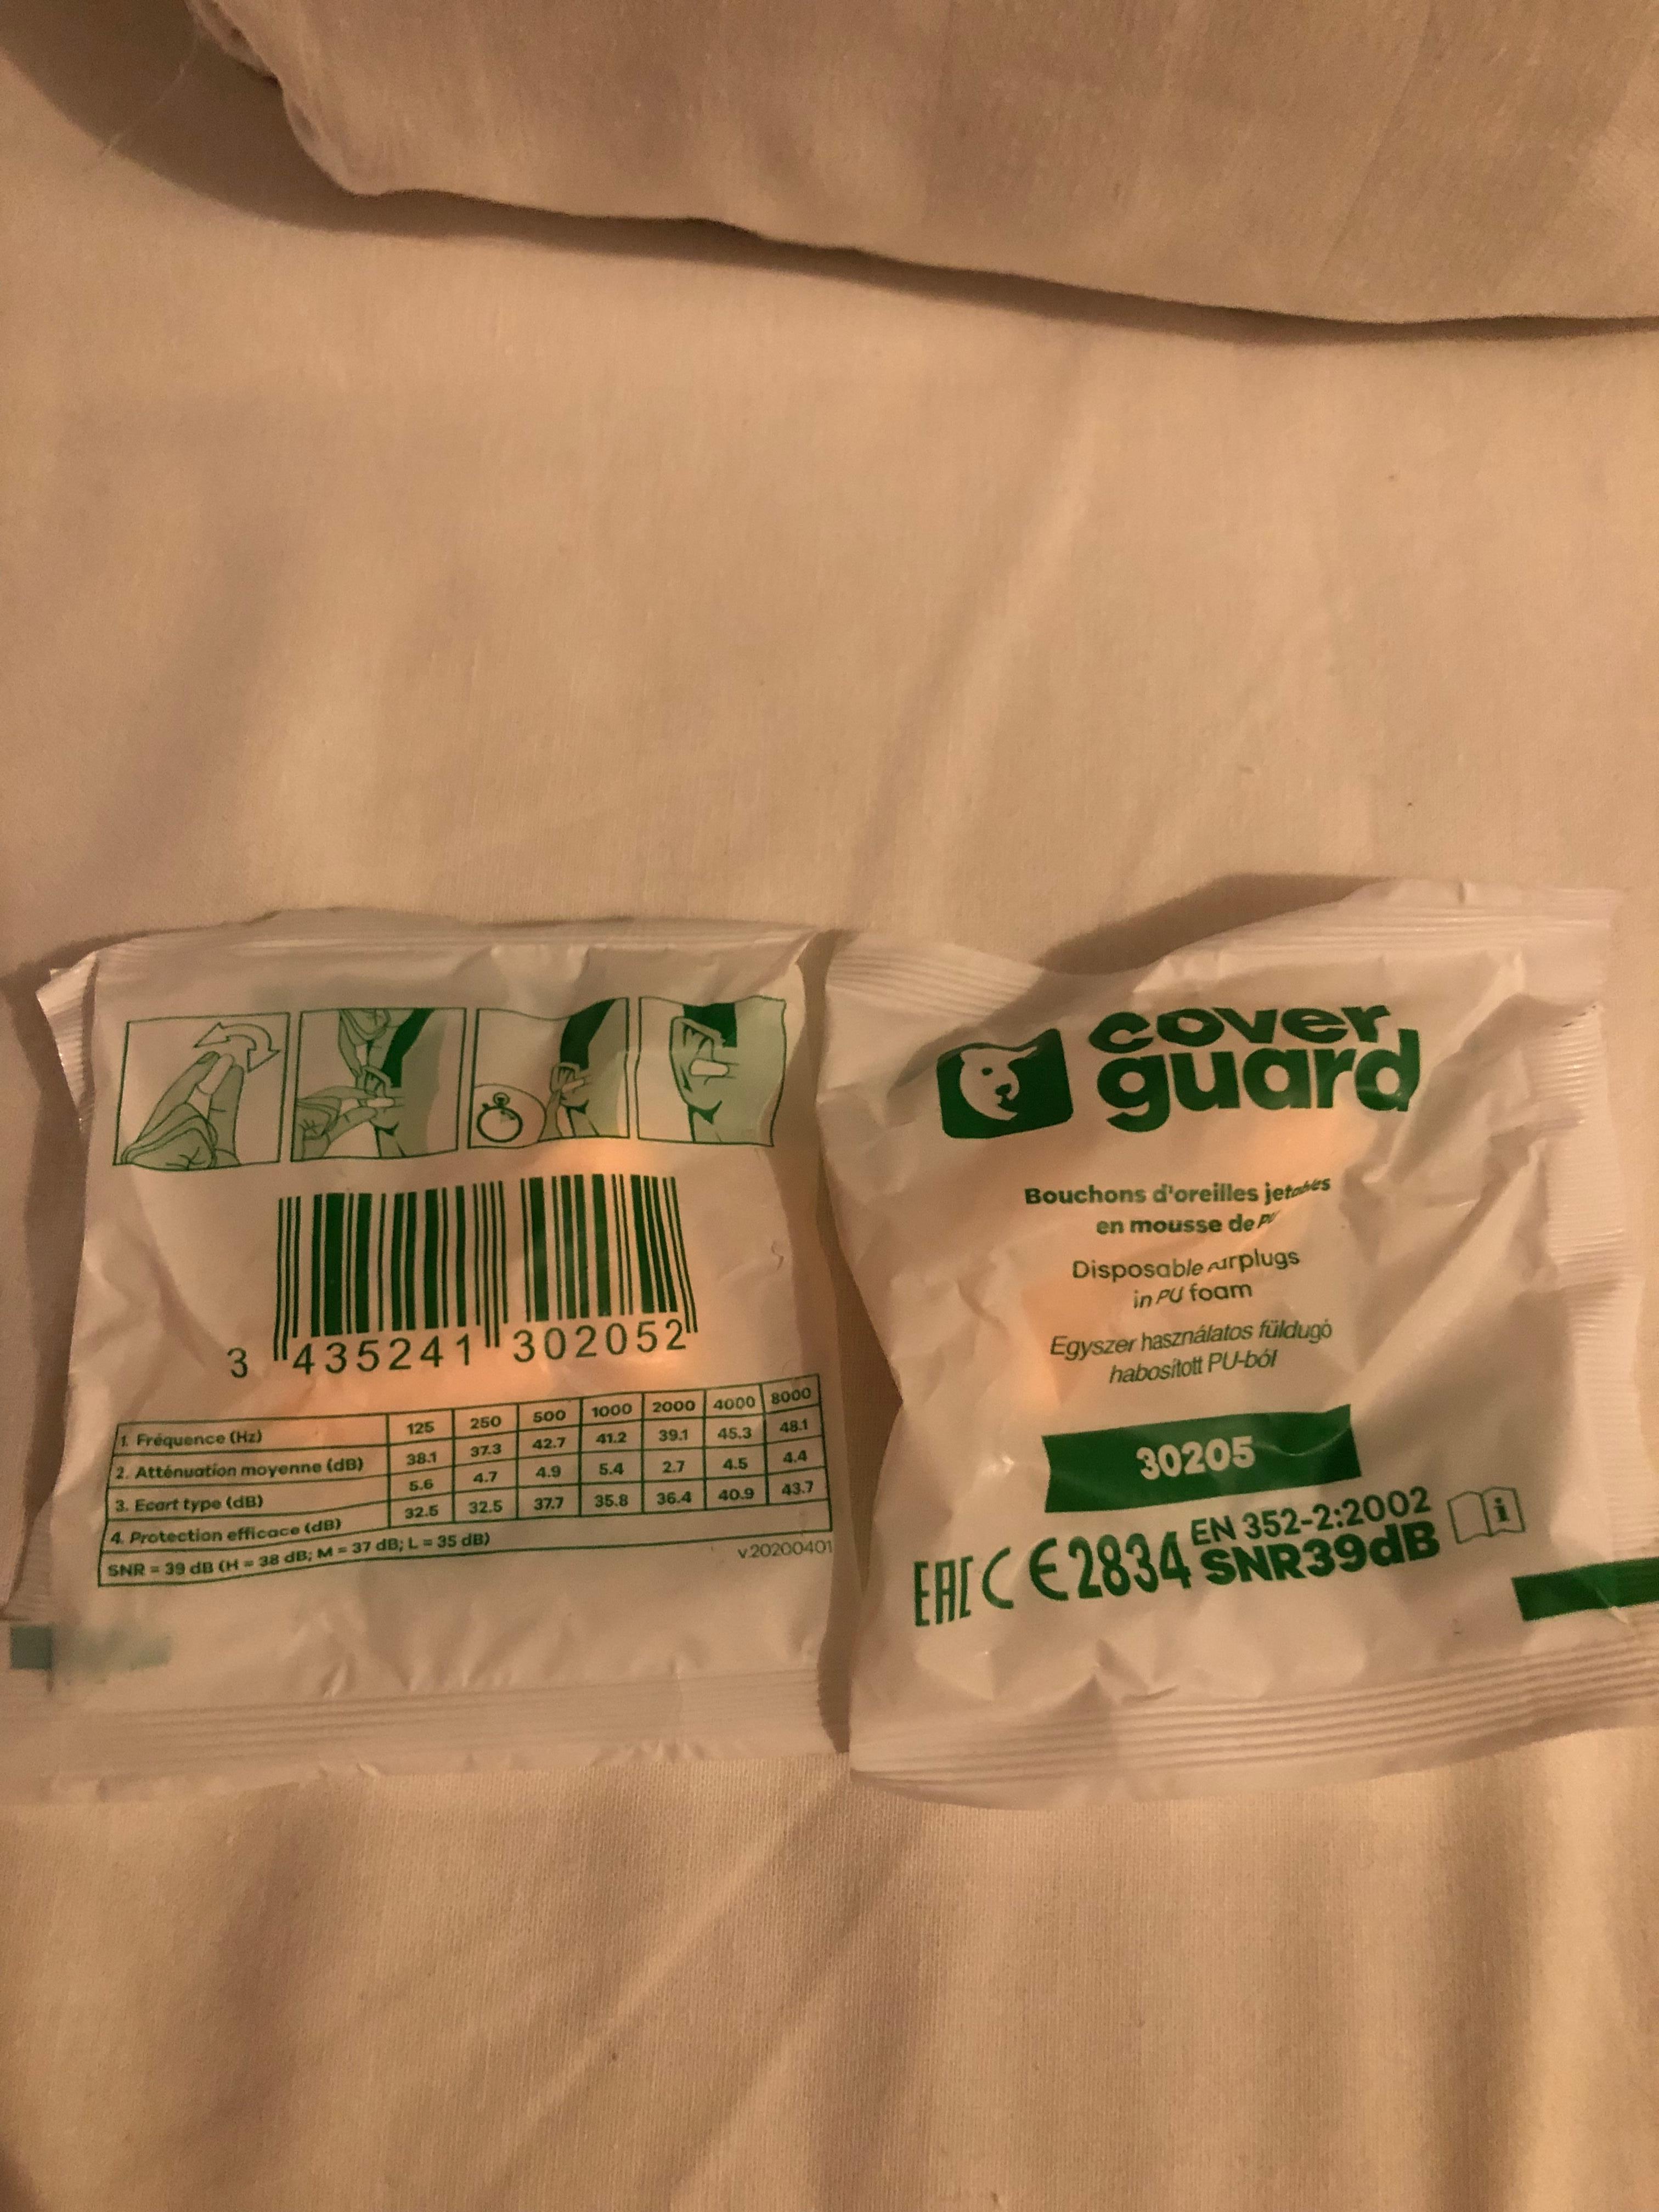 3 435241 302052
1. Fréquence (Hz) 125 250 500 1000 2000 4000 8000
2. Atténuation moyenne (dB) 38.1 37.3 42.7 41.2 39.1 45.3 48.1
3. Ecart type (dB) 5.6 4.7 4.9 5.4 2.7 4.5 4.4
4. Protection efficace (dB) 32.5 32.5 37.7 35.8 36.4 40.9 43.7
SNR = 39 dB (H = 38 dB; M = 37 dB; L = 35 dB)
v.20200401
cover
guard
Bouchons d'oreilles jetables
en mousse de PU
Disposable earplugs
in PU foam
Egyszer használatos füldugó
habosított PU-ból
30205
EAC CE 2834 EN 352-2:2002
SNR39dB
i